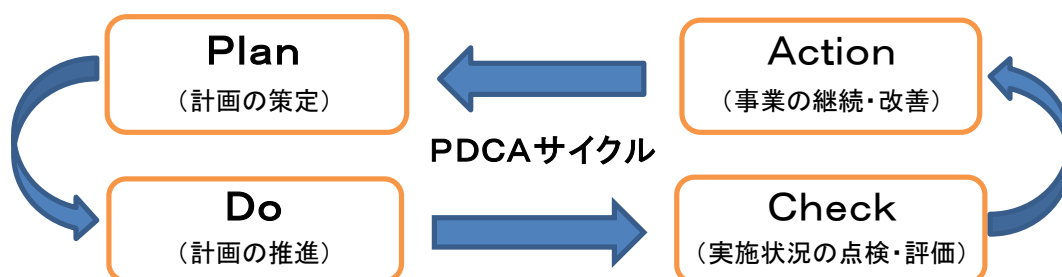 Plan
（計画の策定）
Action
（事業の継続・改善）
PDCAサイクル
Do
（計画の推進）
Check
（実施状況の点検・評価）